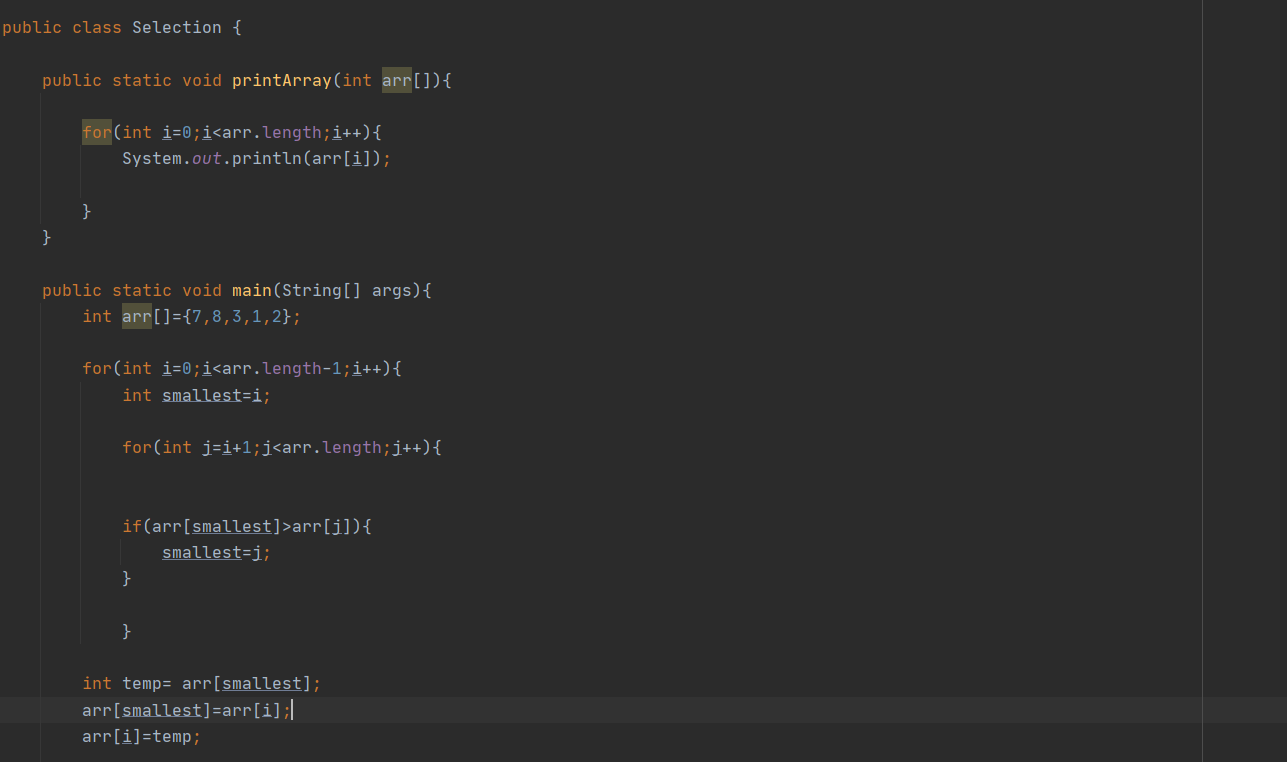 public class Selection {
public static void printArray(int arr[]){
for(int i=0;i<arr.length;i++){
System.out.println(arr[i]);
}
}
public static void main(String[] args){
int arr[]={7,8,3,1,2};
for(int i=0;i<arr.length-1;i++){
int smallest=i;
for(int j=i+1;j<arr.length;j++){
if(arr[smallest]>arr[j]){
smallest=j;
}
}
int temp= arr[smallest];
arr[smallest]=arr[i];
arr[i]=temp;